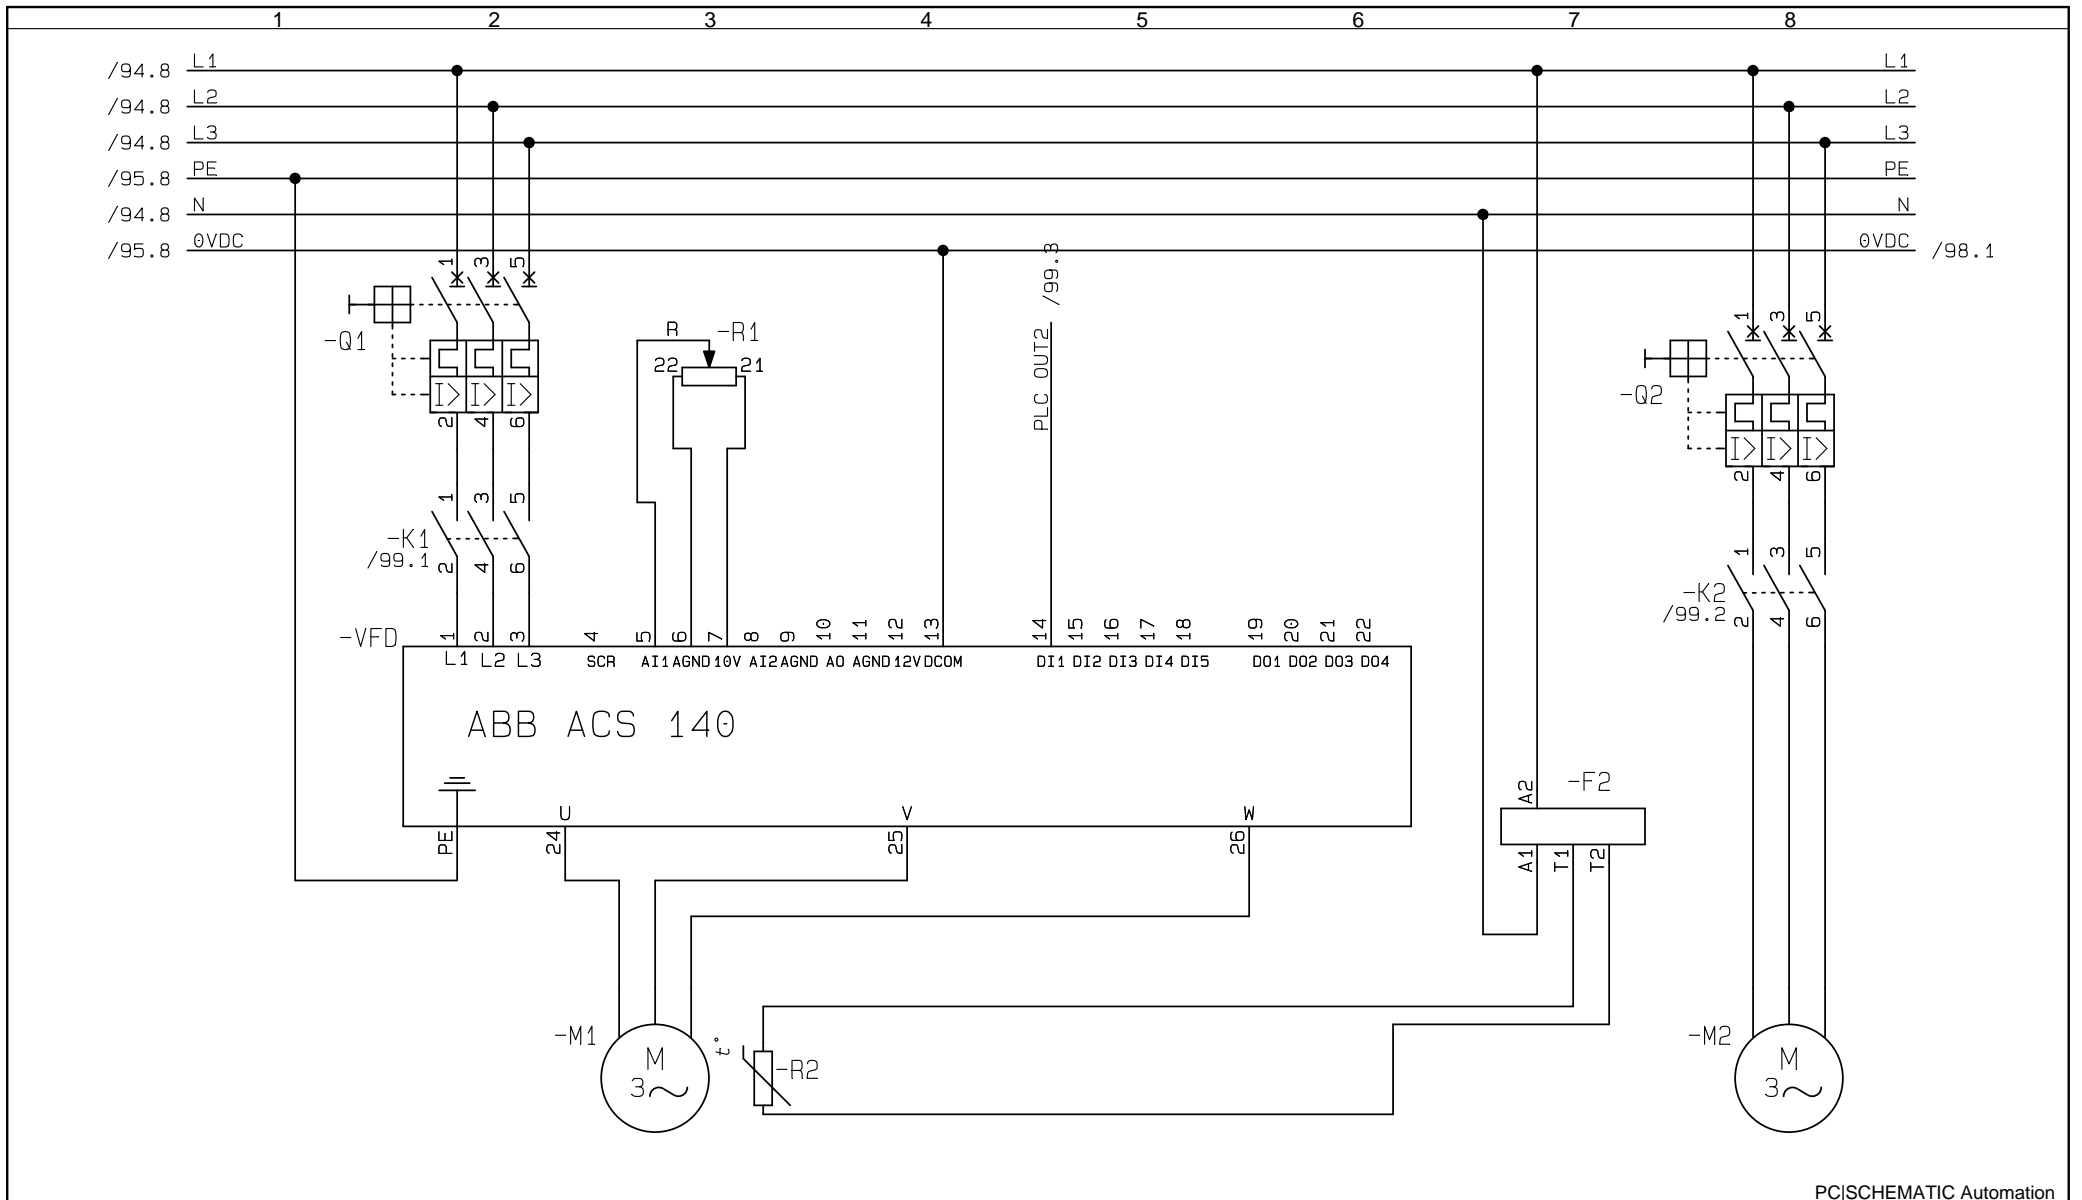 1 2 3 4 5 6 7 8
/94.8 L1 L1
/94.8 L2 L2
/94.8 L3 L3
/95.8 PE PE
/94.8 N N
/95.8 0VDC 0VDC /98.1
1 3 5
-Q1
I> I> I>
2 4 6
R -R1
22 21
PLC OUT2 /99.3
1 3 5
-Q2
I> I> I>
2 4 6
1 3 5
-K1
/99.1
2 4 6
1 3 5
-K2
/99.2
2 4 6
-VFD 1 2 3 4 5 6 7 8 9 10 11 12 13 14 15 16 17 18 19 20 21 22
L1 L2 L3 SCR AI1 AGND 10V AI2 AGND AO AGND 12V DCOM DI1 DI2 DI3 DI4 DI5 DO1 DO2 DO3 DO4
ABB ACS 140
U V W
PE 24 25 26
A2 -F2
A1 T1 T2
-M1
M
3
t°
-R2
-M2
M
3
PC|SCHEMATIC Automation